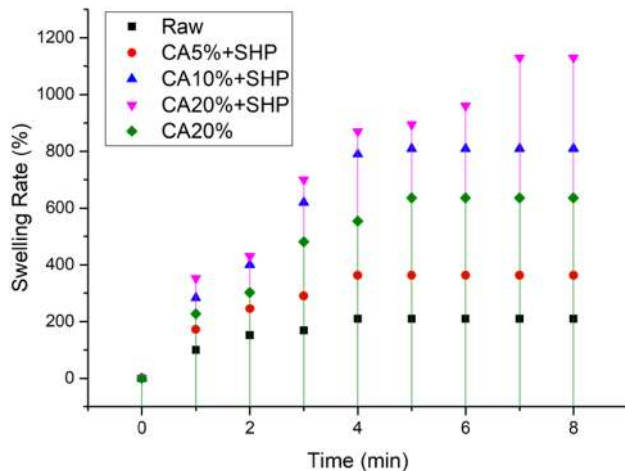 Raw
CA5%+SHP
CA10%+SHP
CA20%+SHP
CA20%
Swelling Rate (%)
1200
1000
800
600
400
200
0
0 2 4 6 8
Time (min)